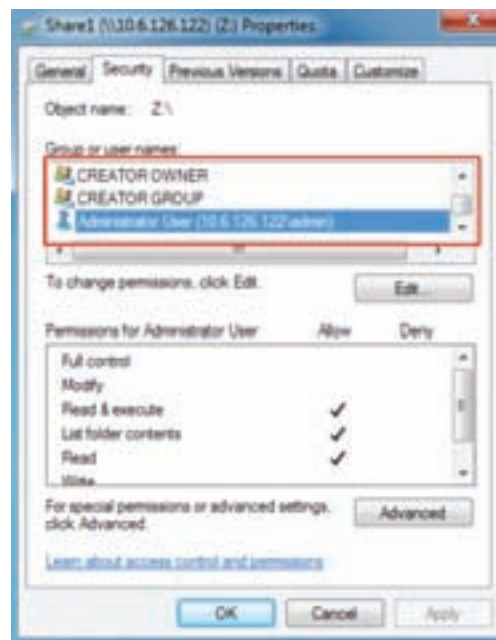 Share1 (\\10.6.126.122) (Z:) Properties
General Security Previous Versions Quota Customize
Object name: Z:\
Group or user names:
CREATOR OWNER
CREATOR GROUP
Administrator User (10.6.126.122\admin)
To change permissions, click Edit.
Edit...
Permissions for Administrator User Allow Deny
Full control
Modify
Read & execute
List folder contents
Read
Write
For special permissions or advanced settings, click Advanced.
Advanced
Learn about access control and permissions
OK Cancel Apply